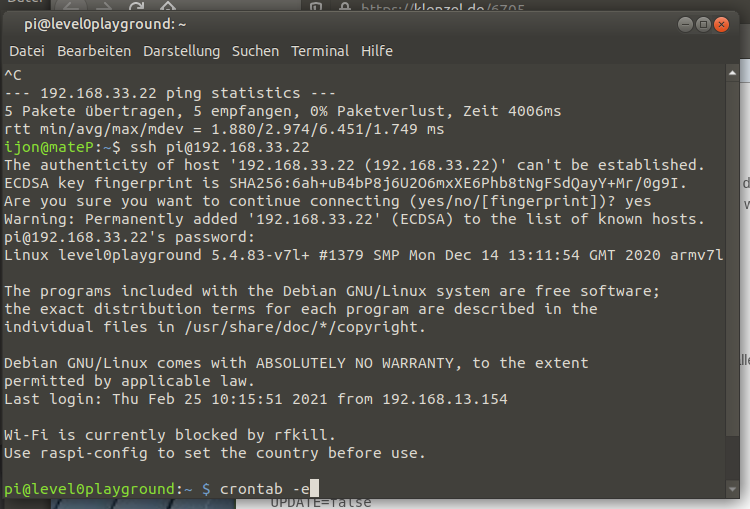 https://klenzel.de/6705
pi@level0playground: ~
Datei Bearbeiten Darstellung Suchen Terminal Hilfe
^C
--- 192.168.33.22 ping statistics ---
5 Pakete übertragen, 5 empfangen, 0% Paketverlust, Zeit 4006ms
rtt min/avg/max/mdev = 1.880/2.974/6.451/1.749 ms
ijon@mateP:~$ ssh pi@192.168.33.22
The authenticity of host '192.168.33.22 (192.168.33.22)' can't be established.
ECDSA key fingerprint is SHA256:6ah+uB4bP8j6U2O6mxXE6Phb8tNgFSdQayY+Mr/0g9I.
Are you sure you want to continue connecting (yes/no/[fingerprint])? yes
Warning: Permanently added '192.168.33.22' (ECDSA) to the list of known hosts.
pi@192.168.33.22's password:
Linux level0playground 5.4.83-v7l+ #1379 SMP Mon Dec 14 13:11:54 GMT 2020 armv7l
The programs included with the Debian GNU/Linux system are free software;
the exact distribution terms for each program are described in the
individual files in /usr/share/doc/*/copyright.
Debian GNU/Linux comes with ABSOLUTELY NO WARRANTY, to the extent
permitted by applicable law.
Last login: Thu Feb 25 10:15:51 2021 from 192.168.13.154
Wi-Fi is currently blocked by rfkill.
Use raspi-config to set the country before use.
pi@level0playground:~ $ crontab -e
UPDATE=false